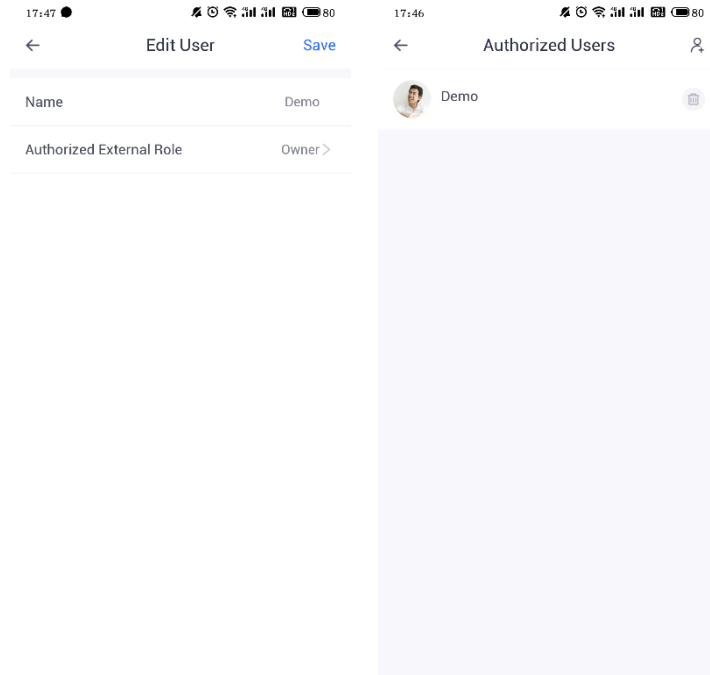 17:47
80
Edit User
Save
Name
Demo
Authorized External Role
Owner
17:46
80
Authorized Users
Demo